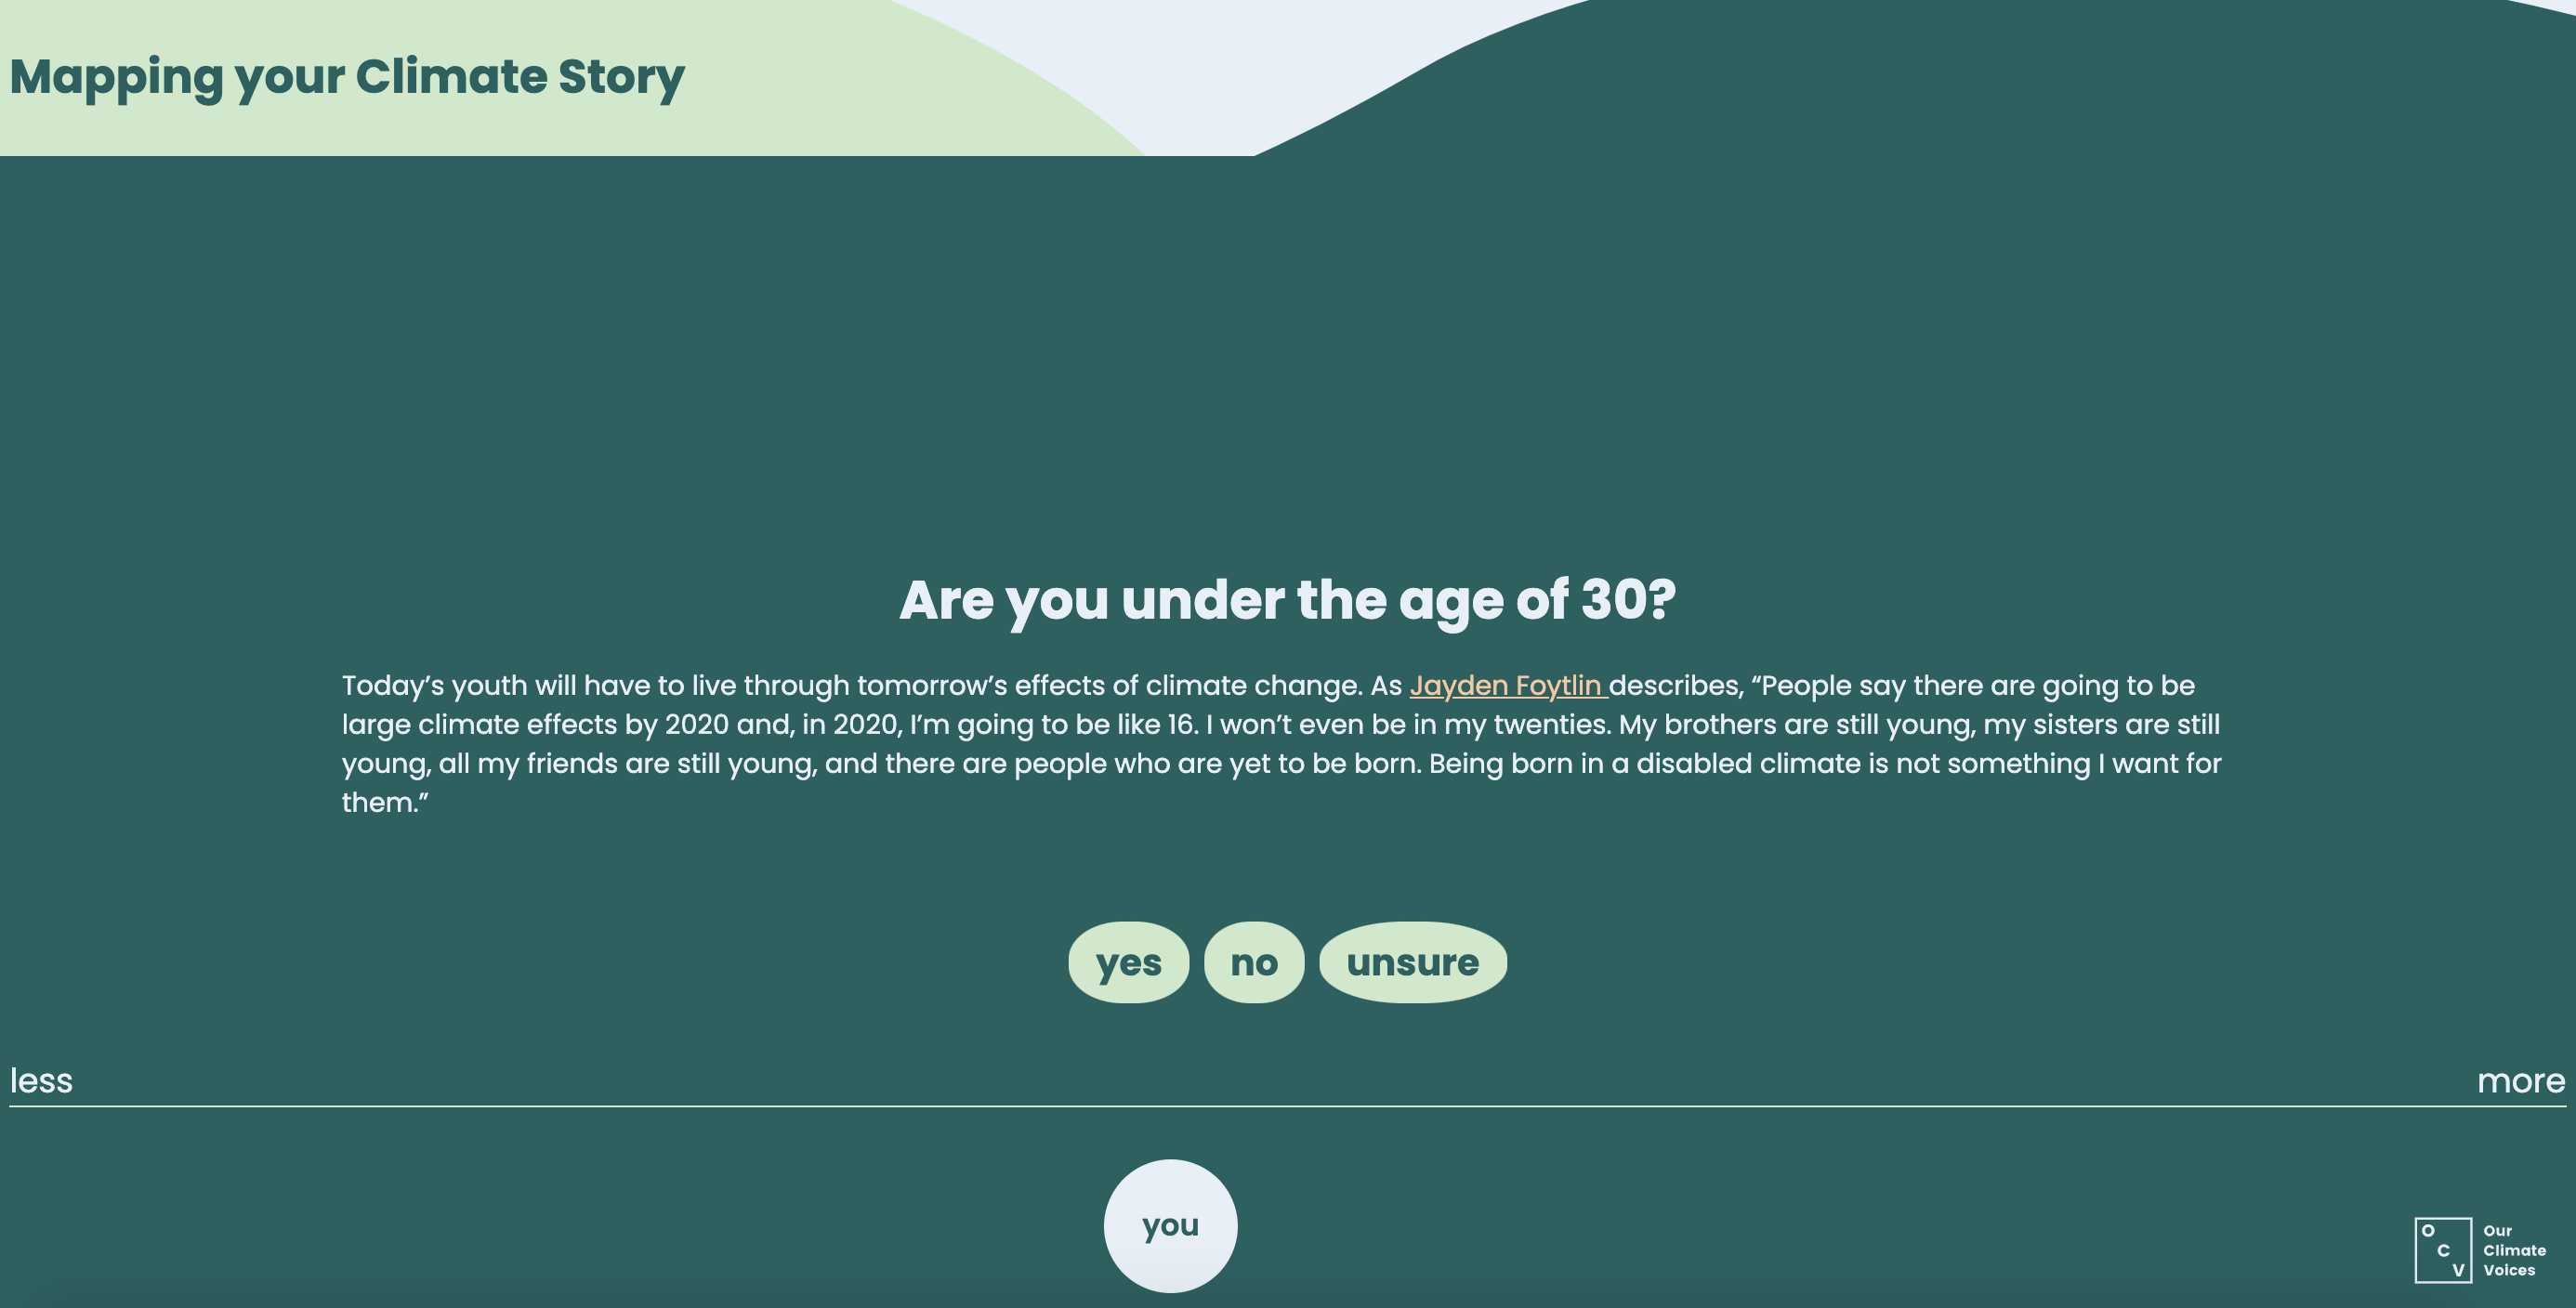 Mapping your Climate Story
Are you under the age of 30?
Today’s youth will have to live through tomorrow’s effects of climate change. As Jayden Foytlin describes, “People say there are going to be
large climate effects by 2020 and, in 2020, I’m going to be like 16. I won’t even be in my twenties. My brothers are still young, my sisters are still
young, all my friends are still young, and there are people who are yet to be born. Being born in a disabled climate is not something I want for
them.”
yes no unsure
less more
you
O
C
V
Our
Climate
Voices